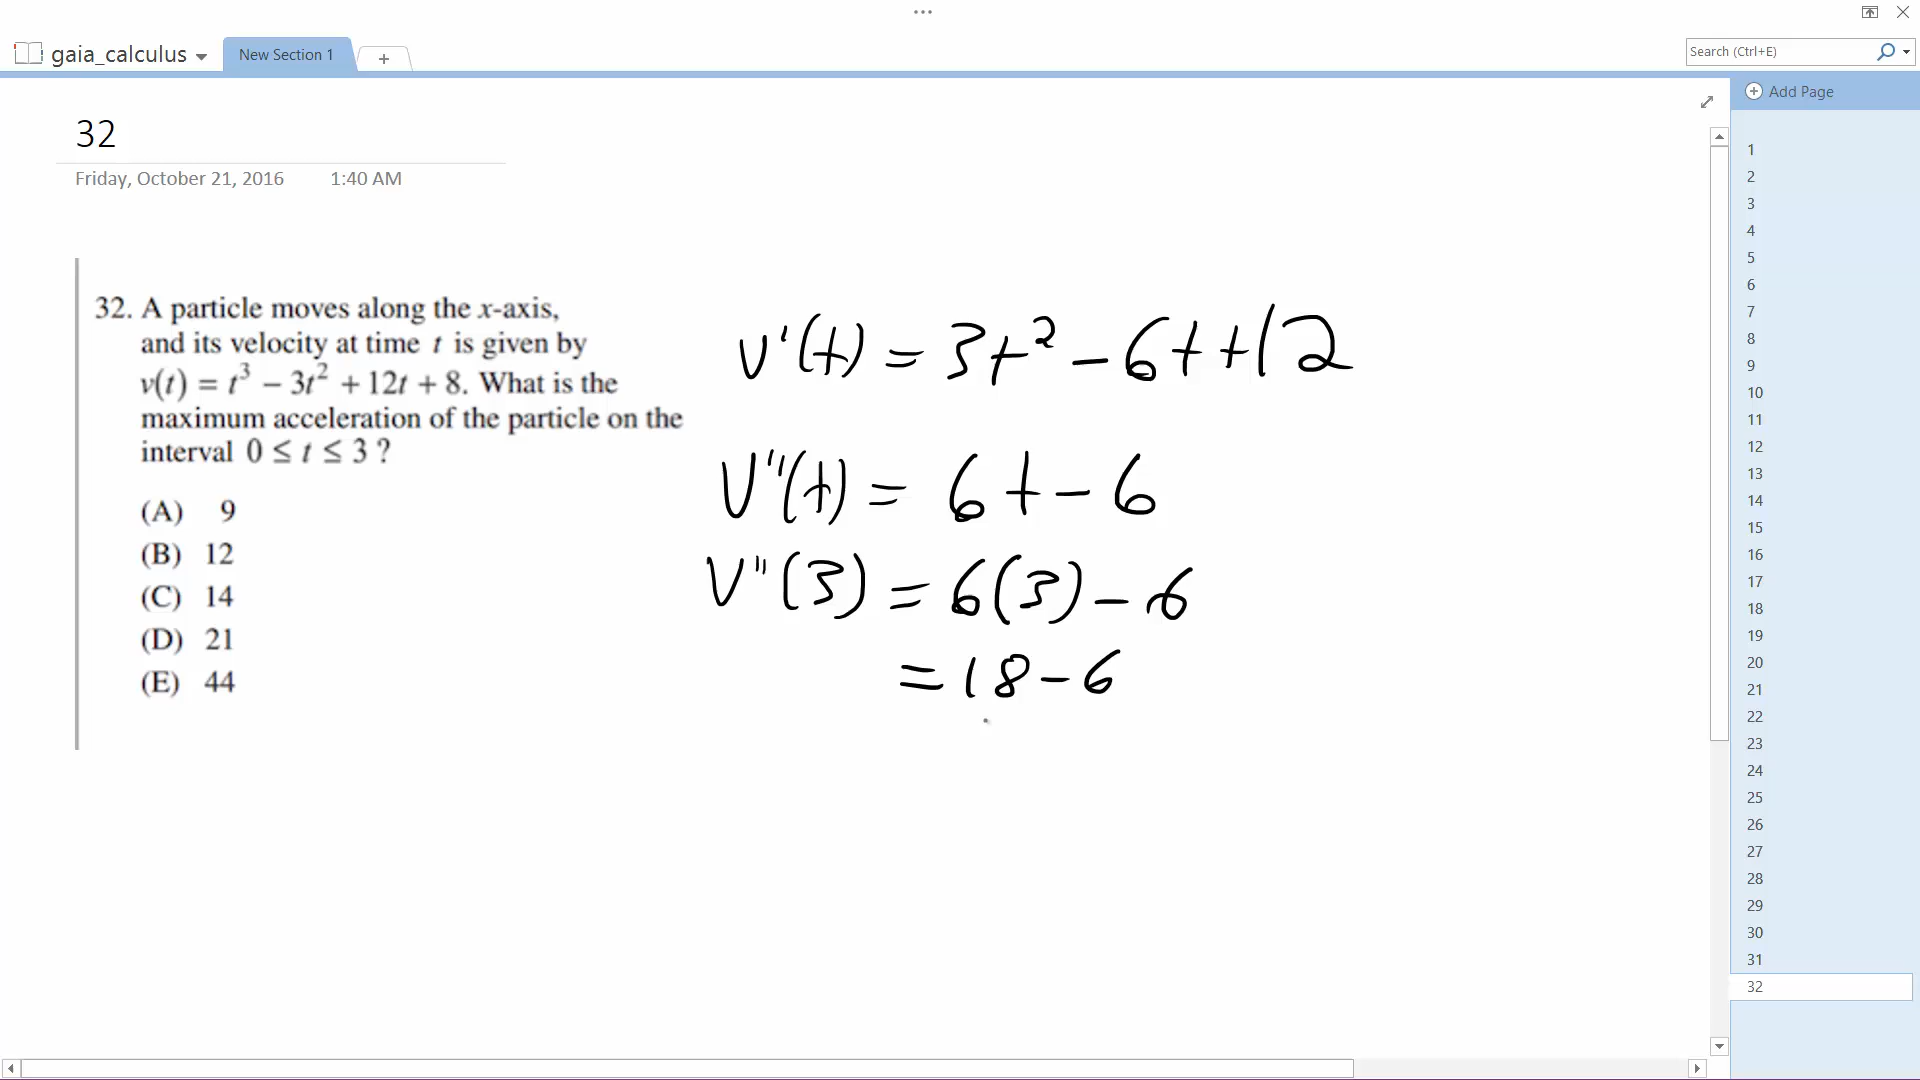 gaia_calculus
New Section 1
+
Search (Ctrl+E)
Add Page
32
Friday, October 21, 2016 1:40 AM
32. A particle moves along the x-axis,
and its velocity at time t is given by
v(t) = t³ − 3t² + 12t + 8. What is the
maximum acceleration of the particle on the
interval 0 ≤ t ≤ 3 ?
(A) 9
(B) 12
(C) 14
(D) 21
(E) 44
v'(t) = 3t² − 6t + 12
v''(t) = 6t − 6
v''(3) = 6(3) − 6
= 18 − 6
1
2
3
4
5
6
7
8
9
10
11
12
13
14
15
16
17
18
19
20
21
22
23
24
25
26
27
28
29
30
31
32